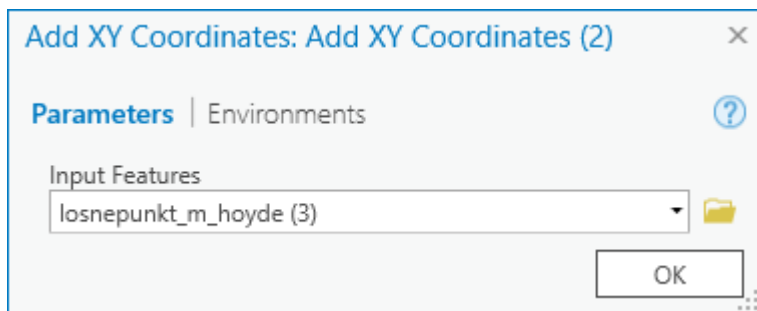 Add XY Coordinates: Add XY Coordinates (2)
Parameters | Environments
Input Features
losnepunkt_m_hoyde (3)
OK